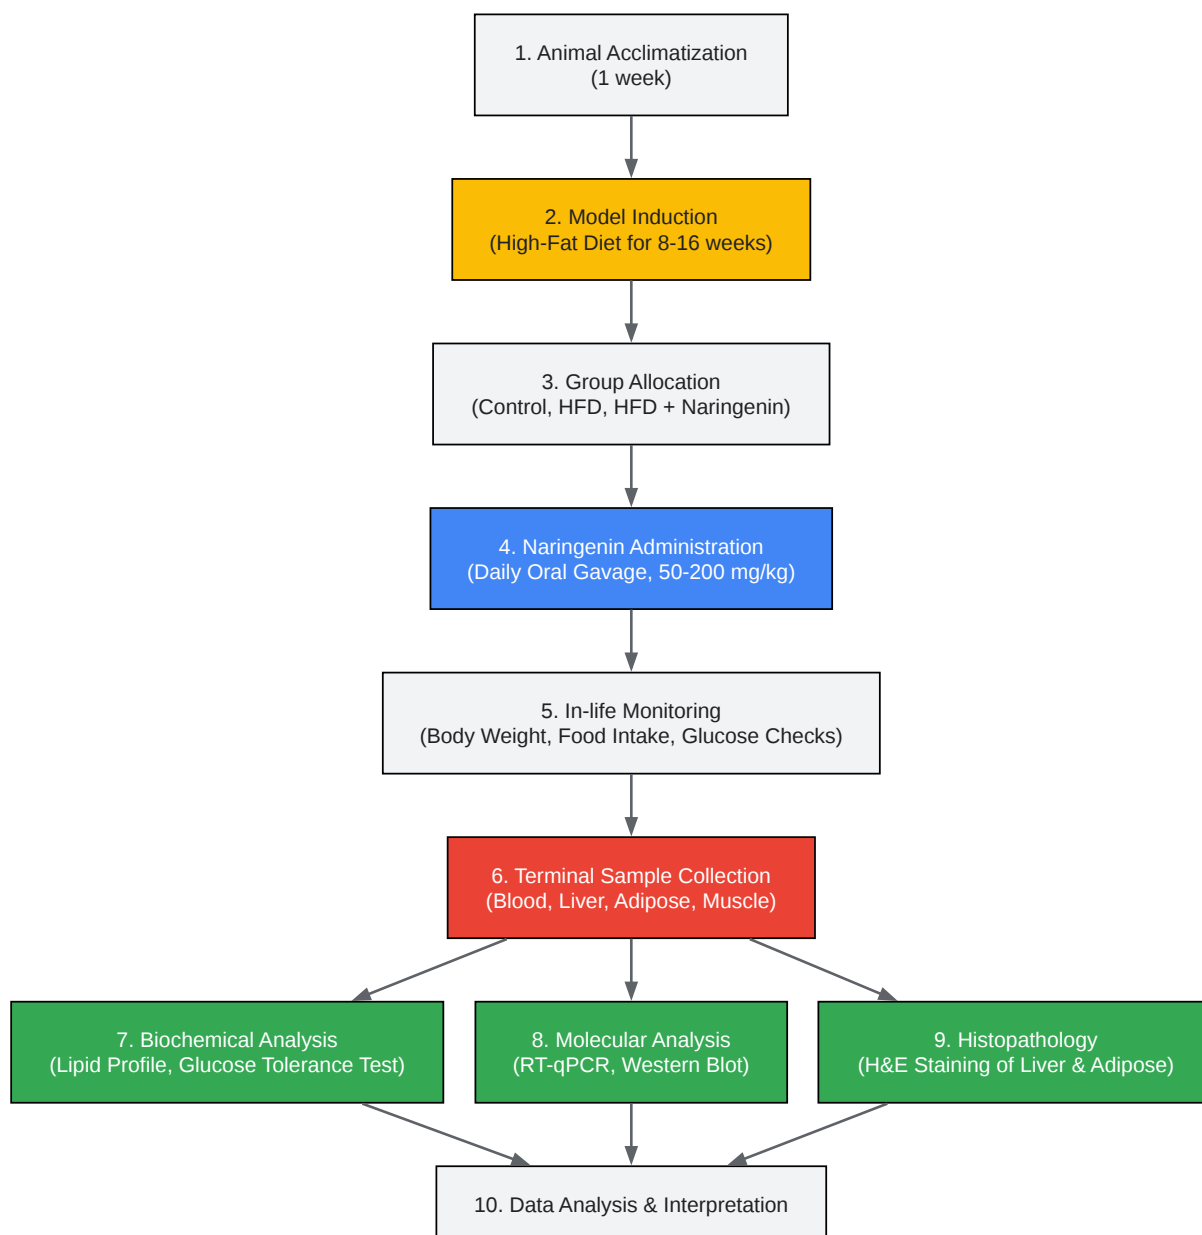 1. Animal Acclimatization
(1 week)
2. Model Induction
(High-Fat Diet for 8-16 weeks)
3. Group Allocation
(Control, HFD, HFD + Naringenin)
4. Naringenin Administration
(Daily Oral Gavage, 50-200 mg/kg)
5. In-life Monitoring
(Body Weight, Food Intake, Glucose Checks)
6. Terminal Sample Collection
(Blood, Liver, Adipose, Muscle)
7. Biochemical Analysis
(Lipid Profile, Glucose Tolerance Test)
8. Molecular Analysis
(RT-qPCR, Western Blot)
9. Histopathology
(H&E Staining of Liver & Adipose)
10. Data Analysis & Interpretation